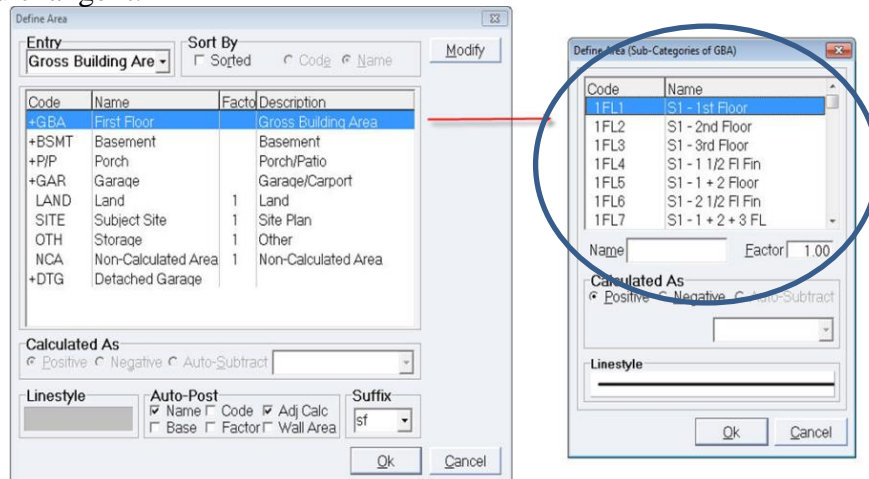 Define Area
Entry
Gross Building Are
Sort By
Sorted Code Name
Modify
Code Name Facto Description
+GBA First Floor Gross Building Area
+BSMT Basement Basement
+P/P Porch Porch/Patio
+GAR Garage Garage/Carport
LAND Land 1 Land
SITE Subject Site 1 Site Plan
OTH Storage 1 Other
NCA Non-Calculated Area 1 Non-Calculated Area
+DTG Detached Garage
Calculated As
Positive Negative Auto-Subtract
Linestyle
Auto-Post
Name Code Adj Calc
Base Factor Wall Area
Suffix
sf
Ok Cancel
Define Area (Sub-Categories of GBA)
Code Name
1FL1 S1 - 1st Floor
1FL2 S1 - 2nd Floor
1FL3 S1 - 3rd Floor
1FL4 S1 - 1 1/2 Fl Fin
1FL5 S1 - 1 + 2 Floor
1FL6 S1 - 2 1/2 Fl Fin
1FL7 S1 - 1 + 2 + 3 FL
Name Factor 1.00
Calculated As
Positive Negative Auto-Subtract
Linestyle
Ok Cancel